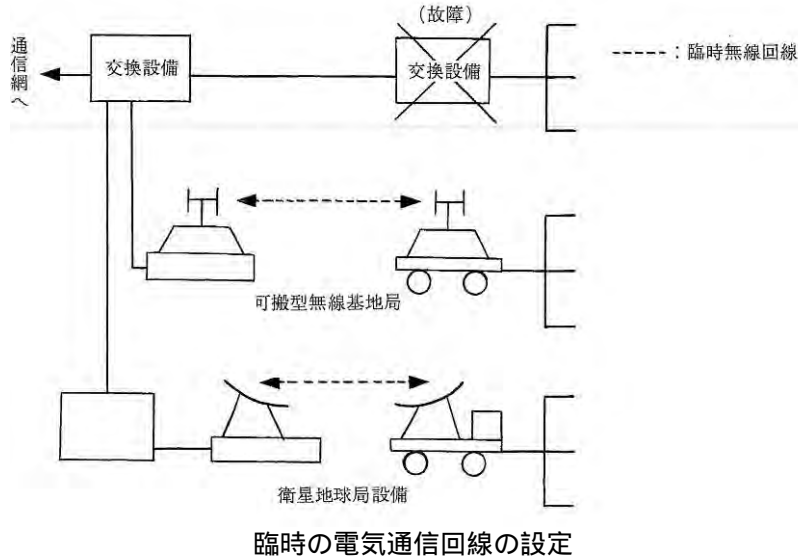 (故障)
通信網へ
交換設備
交換設備
-----:臨時無線回線
可搬型無線基地局
衛星地球局設備
臨時の電気通信回線の設定